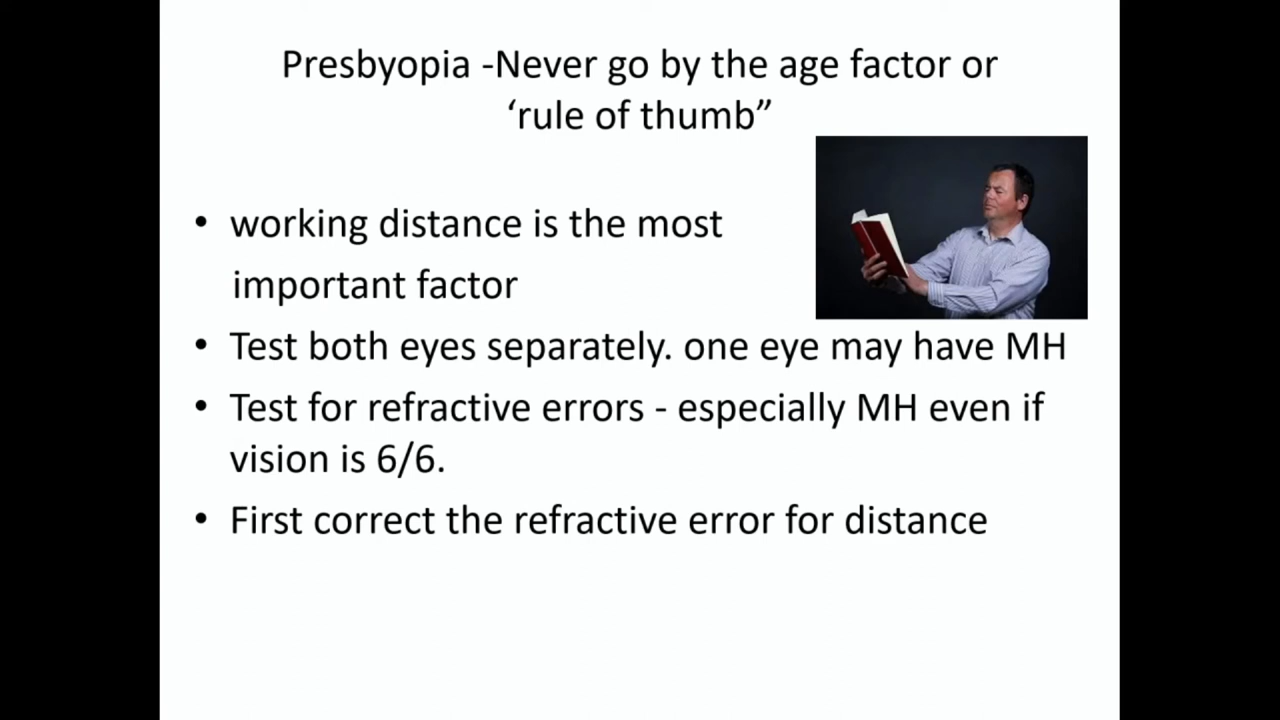 Presbyopia -Never go by the age factor or
‘rule of thumb”
• working distance is the most
important factor
• Test both eyes separately. one eye may have MH
• Test for refractive errors - especially MH even if
vision is 6/6.
• First correct the refractive error for distance